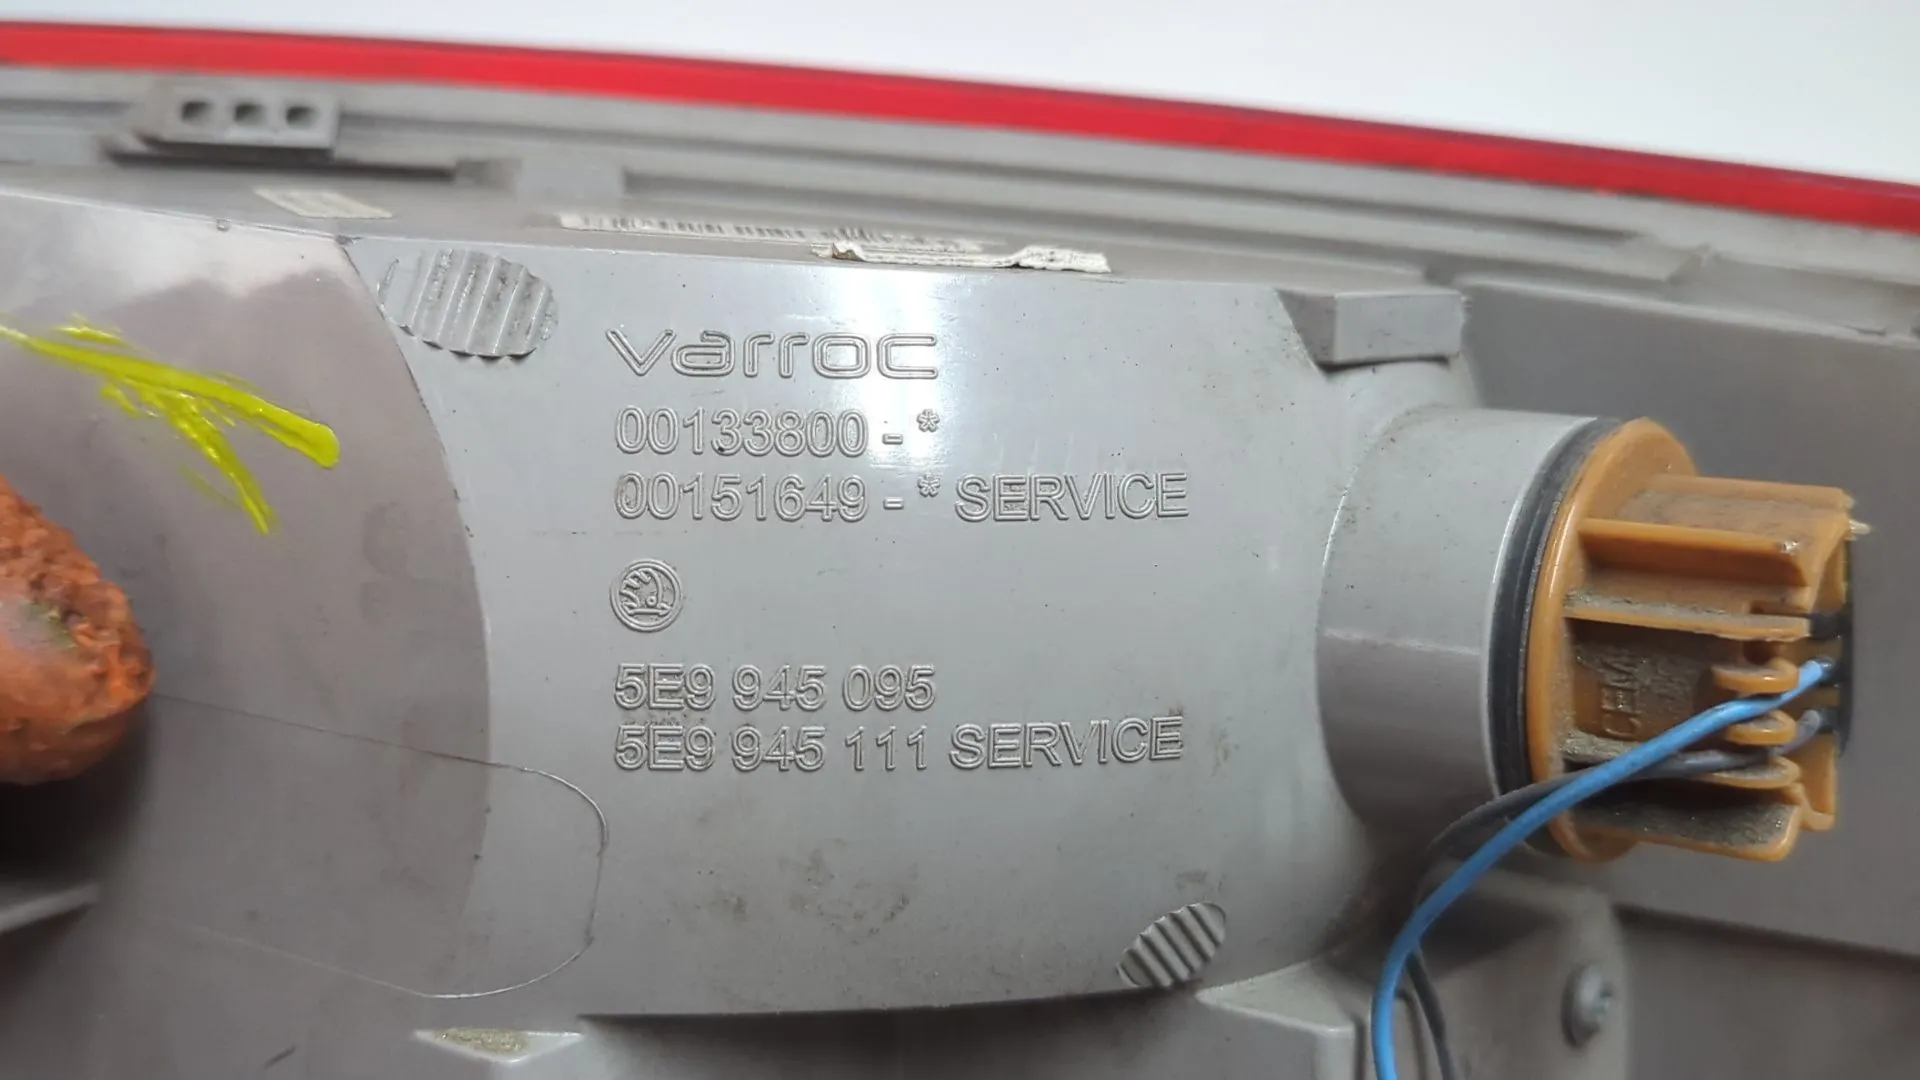 varroc
00133800 - *
00151649 - * SERVICE
5E9 945 095
5E9 945 111 SERVICE